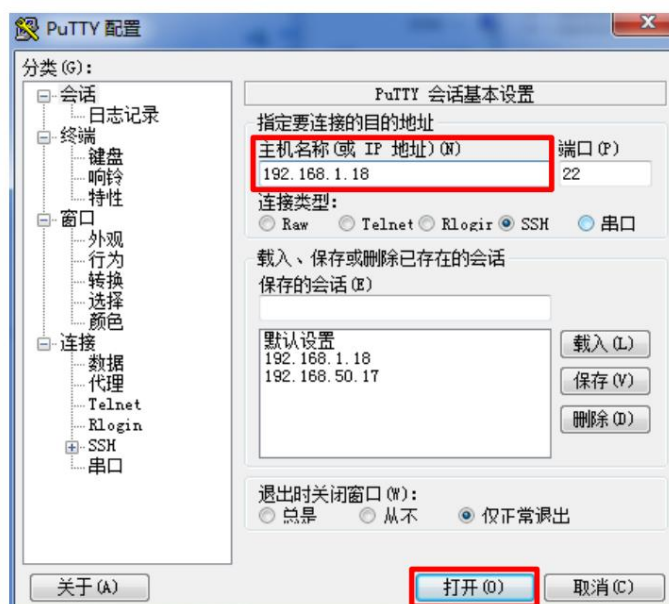 PuTTY 配置
分类(G):
会话
日志记录
终端
键盘
响铃
特性
窗口
外观
行为
转换
选择
颜色
连接
数据
代理
Telnet
Rlogin
SSH
串口
PuTTY 会话基本设置
指定要连接的目的地址
主机名称(或 IP 地址)(N) 端口(P)
192.168.1.18 22
连接类型:
Raw Telnet Rlogir SSH 串口
载入、保存或删除已存在的会话
保存的会话(E)
默认设置
192.168.1.18
192.168.50.17
载入(L)
保存(V)
删除(D)
退出时关闭窗口(W):
总是 从不 仅正常退出
关于(A) 打开(O) 取消(C)